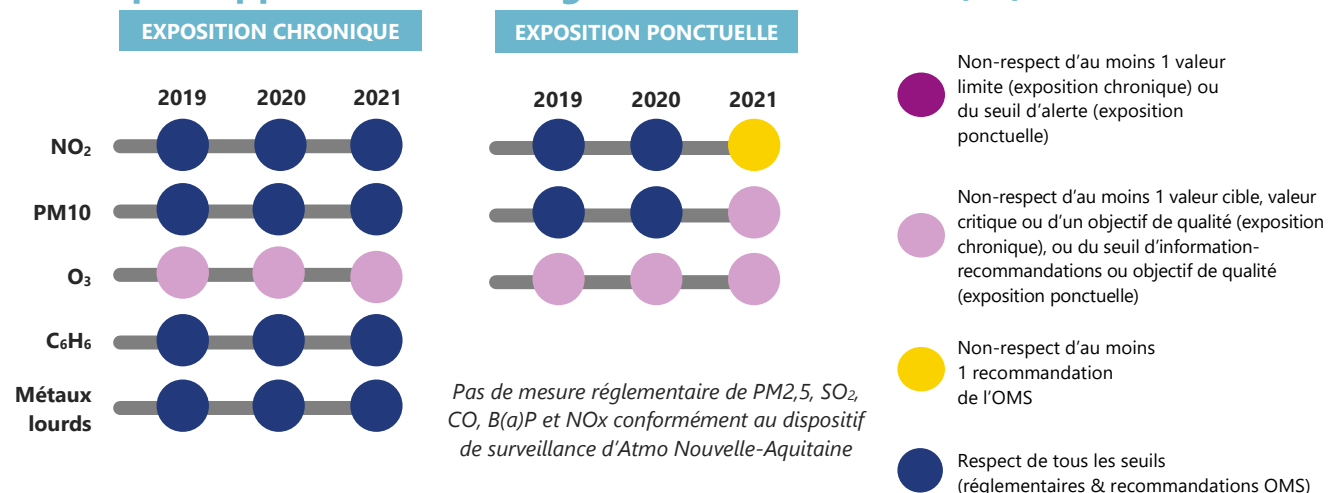 EXPOSITION CHRONIQUE
2019 2020 2021
NO₂
PM10
O₃
C₆H₆
Métaux
lourds
EXPOSITION PONCTUELLE
2019 2020 2021
Pas de mesure réglementaire de PM2,5, SO₂,
CO, B(a)P et NOx conformément au dispositif
de surveillance d'Atmo Nouvelle-Aquitaine
Non-respect d'au moins 1 valeur
limite (exposition chronique) ou
du seuil d'alerte (exposition
ponctuelle)
Non-respect d'au moins 1 valeur cible, valeur
critique ou d'un objectif de qualité (exposition
chronique), ou du seuil d'information-
recommandations ou objectif de qualité
(exposition ponctuelle)
Non-respect d'au moins
1 recommandation
de l'OMS
Respect de tous les seuils
(réglementaires & recommandations OMS)